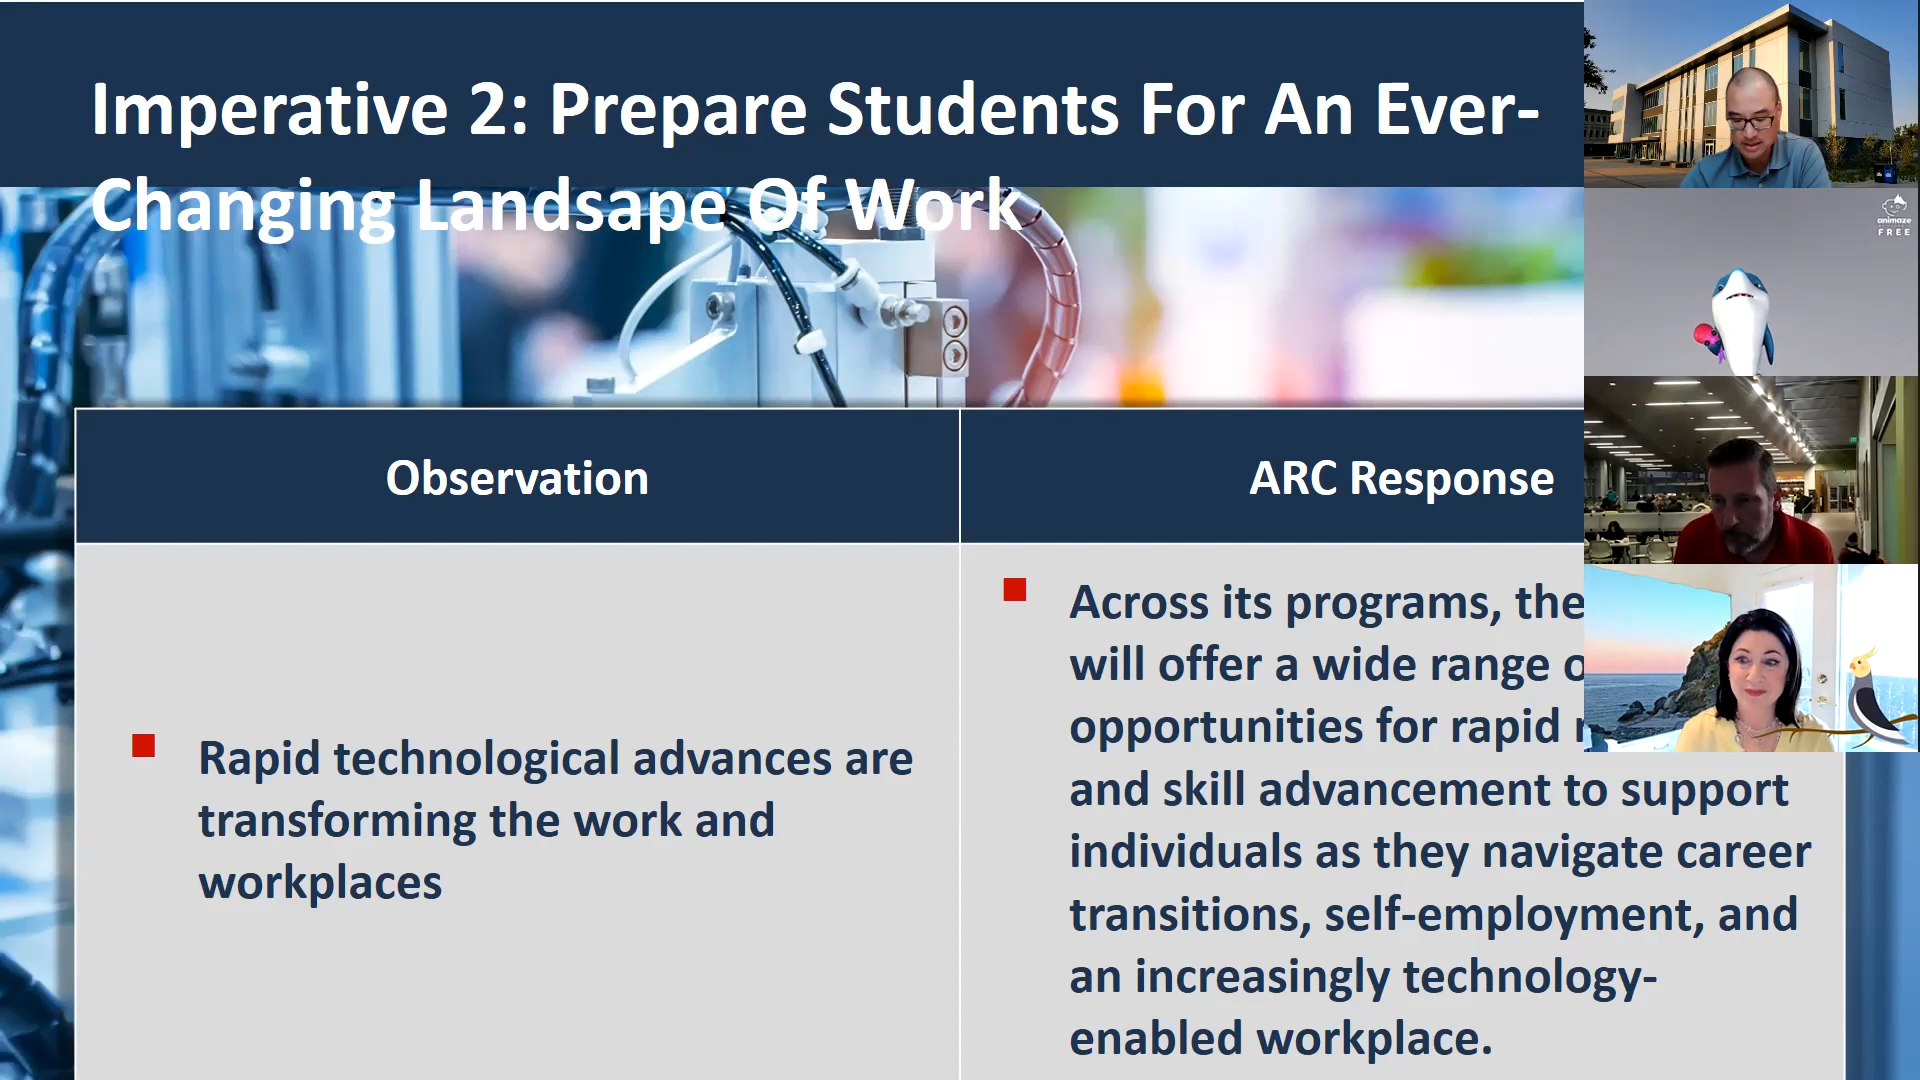 Imperative 2: Prepare Students For An Ever-
Changing Landsape Of Work
Observation
ARC Response
Rapid technological advances are
transforming the work and
workplaces
Across its programs, the
will offer a wide range
opportunities for rapid
and skill advancement to support
individuals as they navigate career
transitions, self-employment, and
an increasingly technology-
enabled workplace.
animaze
FREE